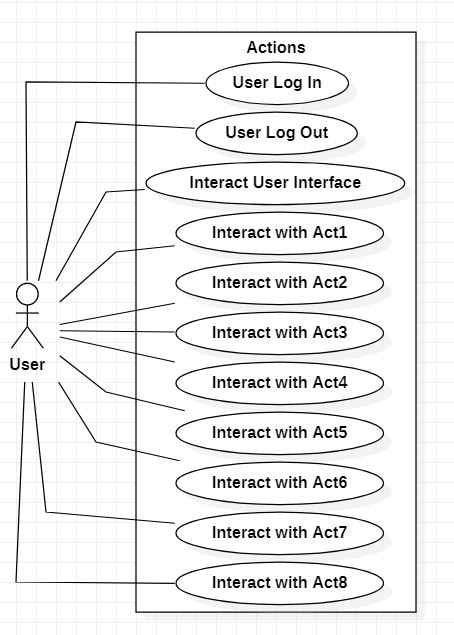 Actions
User Log In
User Log Out
Interact User Interface
Interact with Act1
Interact with Act2
Interact with Act3
Interact with Act4
Interact with Act5
Interact with Act6
Interact with Act7
Interact with Act8
User